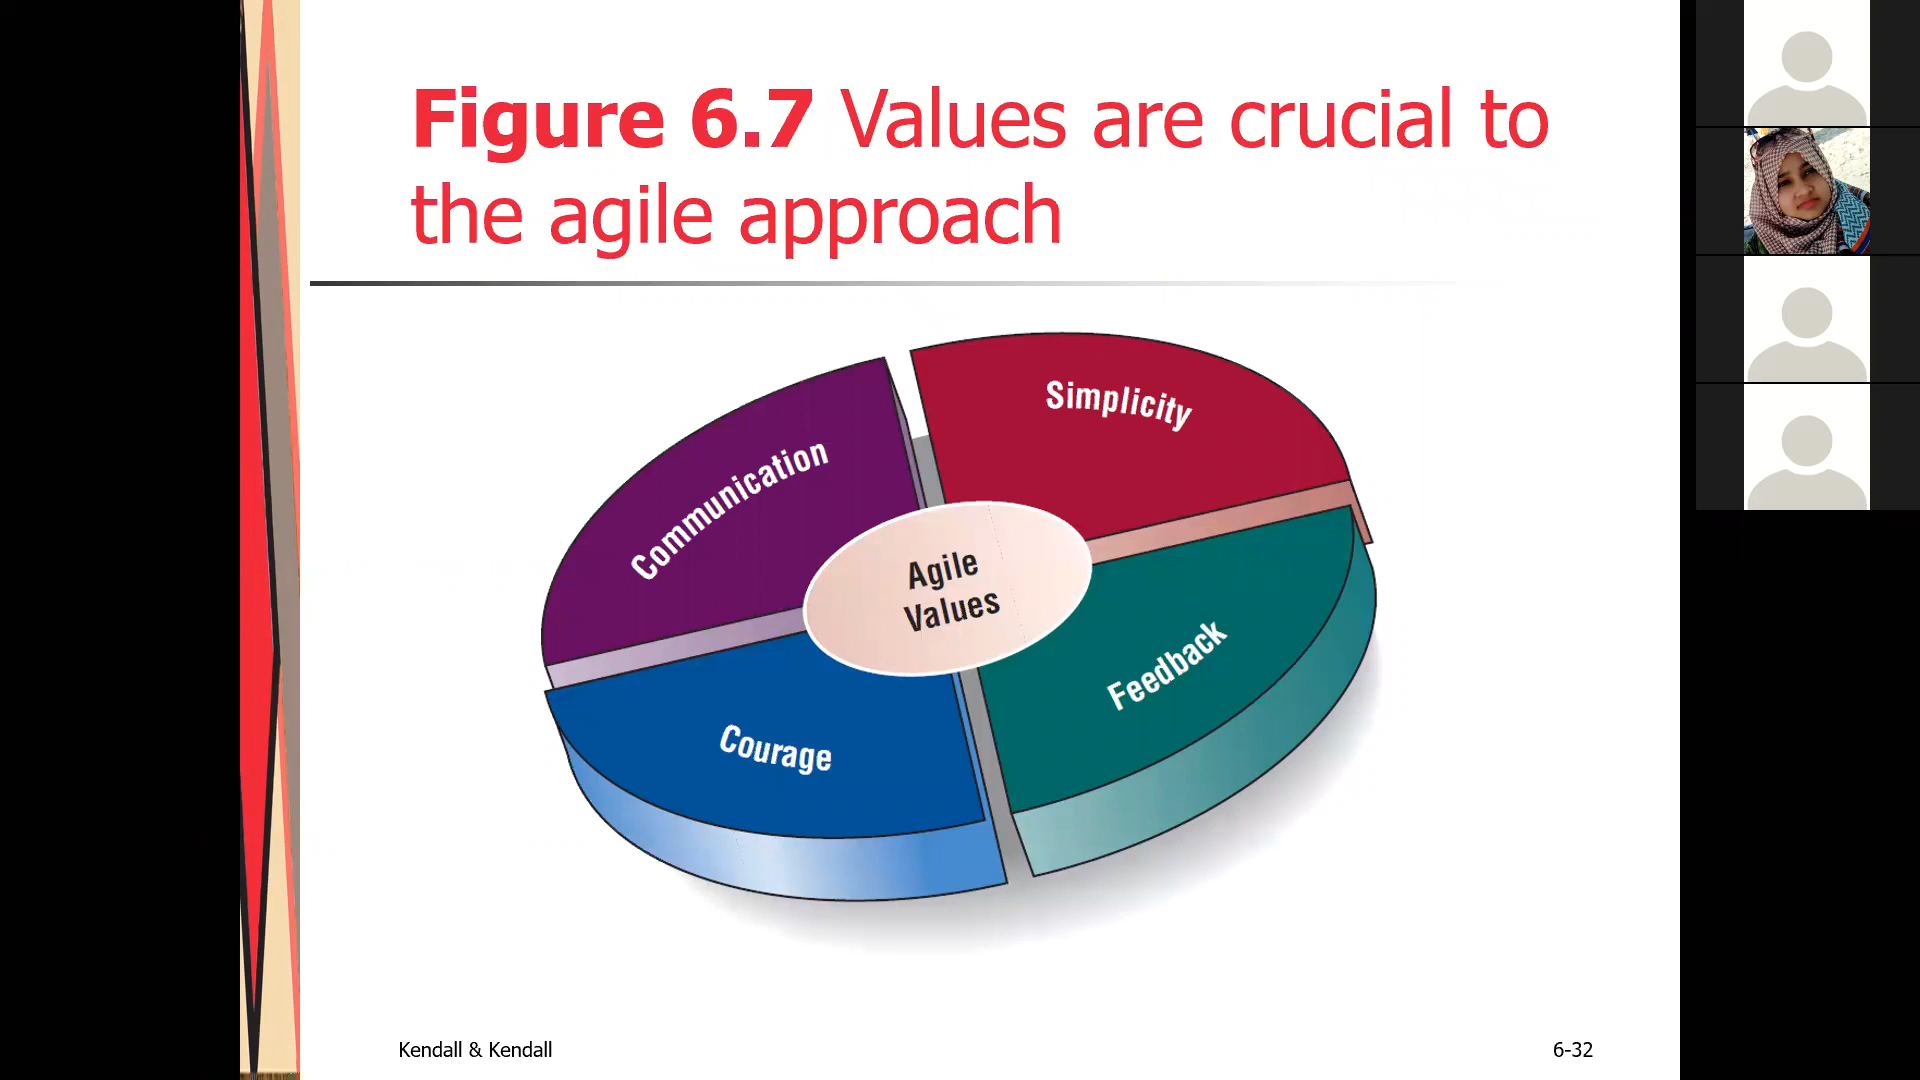 Figure 6.7 Values are crucial to
the agile approach
Communication
Simplicity
Agile
Values
Courage
Feedback
Kendall & Kendall
6-32